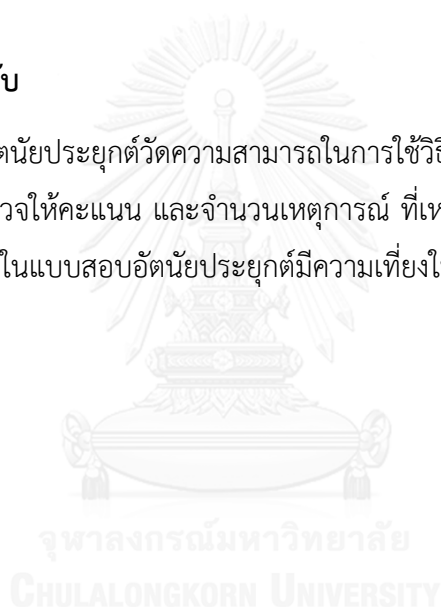 ับ
ตนัยประยุกต์วัดความสามารถในการใช้วิธี
วจให้คะแนน และจำนวนเหตุการณ์ ที่เห
ในแบบสอบอัตนัยประยุกต์มีความเที่ยงใ
จุฬาลงกรณ์มหาวิทยาลัย
CHULALONGKORN UNIVERSITY